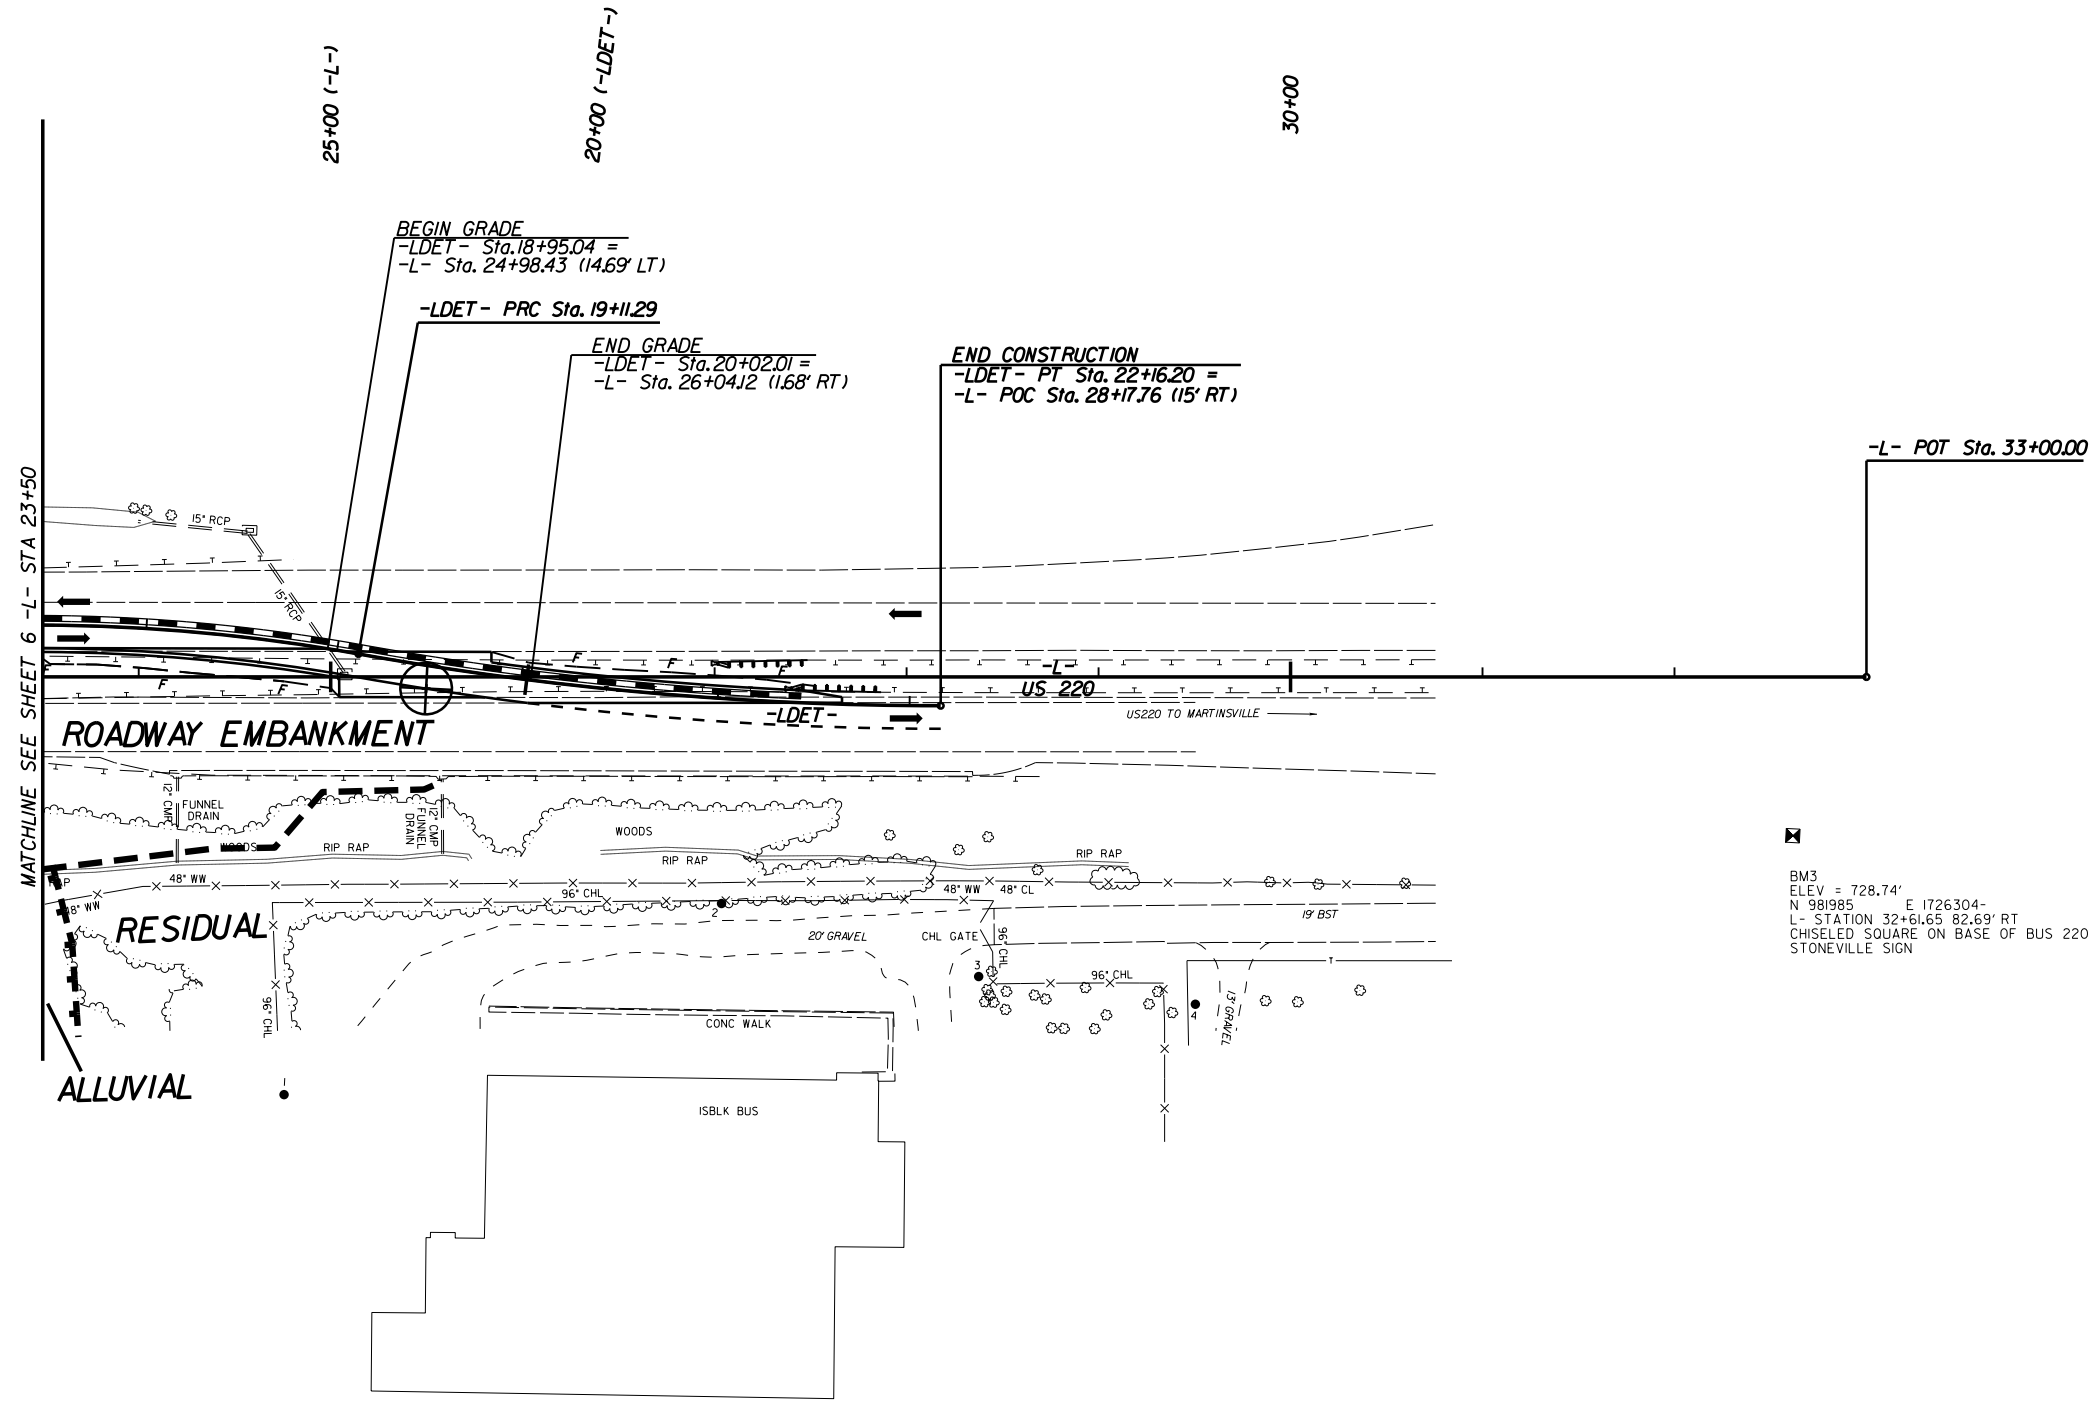 25+00 (-L-)
20+00 (-LDET-)
30+00
BEGIN GRADE
-LDET- Sta. 18+95.04 =
-L- Sta. 24+98.43 (14.69' LT)
-LDET- PRC Sta. 19+11.29
END GRADE
-LDET- Sta. 20+02.01 =
-L- Sta. 26+04.12 (1.68' RT)
END CONSTRUCTION
-LDET- PT Sta. 22+16.20 =
-L- POC Sta. 28+17.76 (15' RT)
-L- POT Sta. 33+00.00
MATCHLINE SEE SHEET 6 -L- STA 23+50
15" RCP
15" RCP
F
F
F
F
F
F
-L-
US 220
-LDET-
US220 TO MARTINSVILLE
ROADWAY EMBANKMENT
12" CMP
FUNNEL
DRAIN
12" CMP
FUNNEL
DRAIN
WOODS
WOODS
RIP RAP
RIP RAP
RIP RAP
RAP
48" WW
48" WW
96" CHL
48" WW
48" CL
2
19' BST
RESIDUAL
20' GRAVEL
CHL GATE
96" CHL
3
96" CHL
T
96" CHL
4
13' GRAVEL
CONC WALK
ALLUVIAL
1
ISBLK BUS
BM3
ELEV = 728.74'
N 981985 E 1726304-
L- STATION 32+61.65 82.69' RT
CHISELED SQUARE ON BASE OF BUS 220
STONEVILLE SIGN